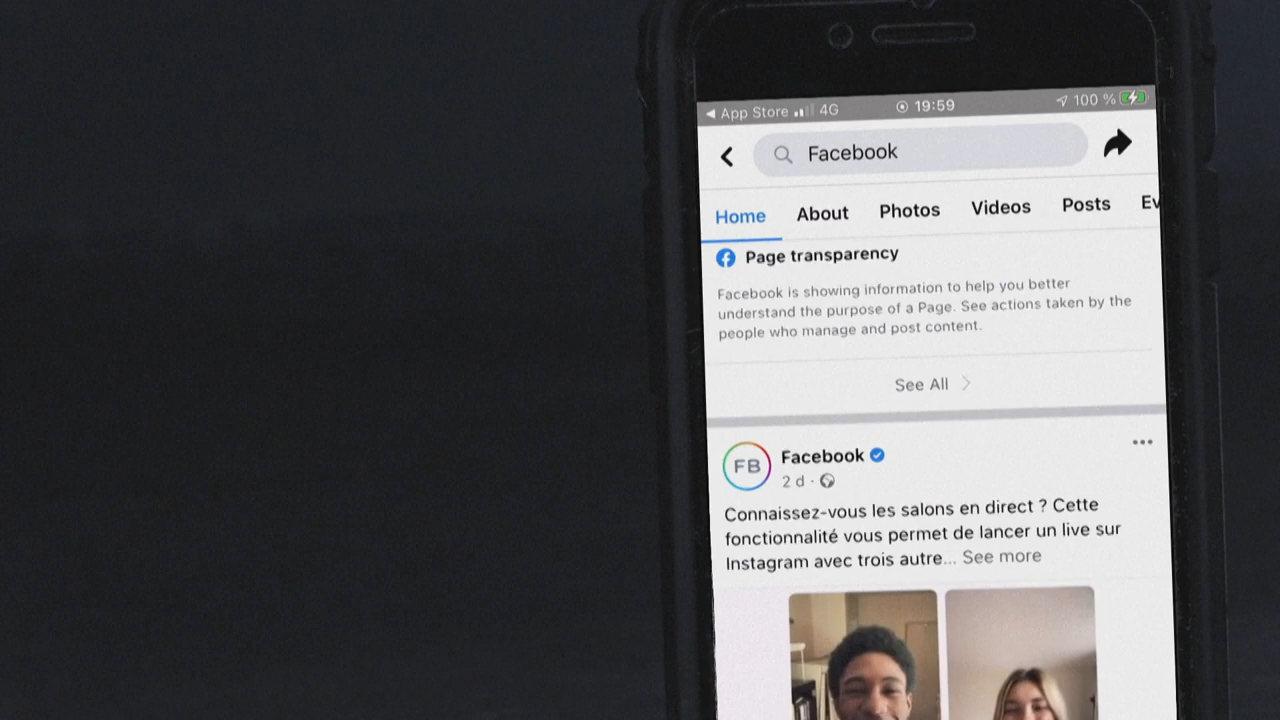 App Store 4G 19:59 100 %
Facebook
Home About Photos Videos Posts Ev
Page transparency
Facebook is showing information to help you better
understand the purpose of a Page. See actions taken by the
people who manage and post content.
See All
FB Facebook
2 d ·
Connaissez-vous les salons en direct ? Cette
fonctionnalité vous permet de lancer un live sur
Instagram avec trois autre... See more